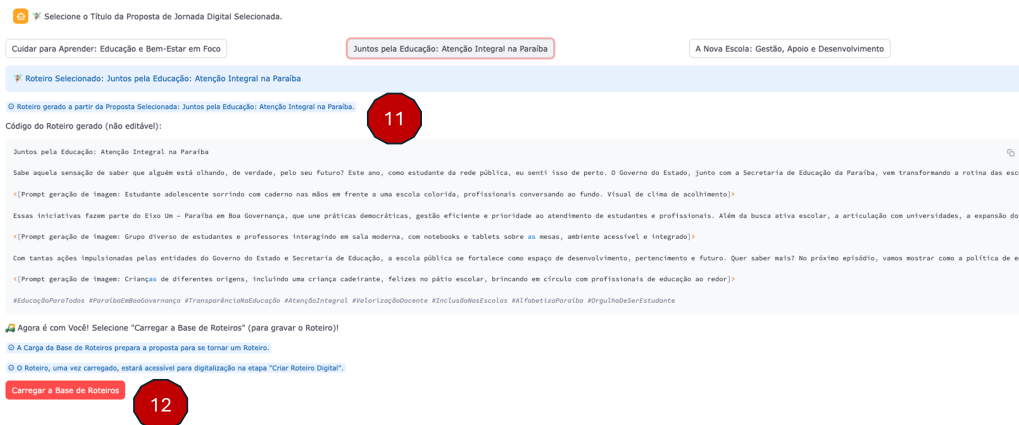 Selecione o Título da Proposta de Jornada Digital Selecionada.
Cuidar para Aprender: Educação e Bem-Estar em Foco
Juntos pela Educação: Atenção Integral na Paraíba
A Nova Escola: Gestão, Apoio e Desenvolvimento
Roteiro Selecionado: Juntos pela Educação: Atenção Integral na Paraíba
Roteiro gerado a partir da Proposta Selecionada: Juntos pela Educação: Atenção Integral na Paraíba.
11
Código do Roteiro gerado (não editável):
Juntos pela Educação: Atenção Integral na Paraíba
Sabe aquela sensação de saber que alguém está olhando, de verdade, pelo seu futuro? Este ano, como estudante da rede pública, eu senti isso de perto. O Governo do Estado, junto com a Secretaria de Educação da Paraíba, vem transformando a rotina das
<[Prompt geração de imagem: Estudante adolescente sorrindo com caderno nas mãos em frente a uma escola colorida, profissionais conversando ao fundo. Visual de clima de acolhimento]>
Essas iniciativas fazem parte do Eixo Um – Paraíba em Boa Governança, que une práticas democráticas, gestão eficiente e prioridade ao atendimento de estudantes e profissionais. Além da busca ativa escolar, a articulação com universidades, a expansão do
<[Prompt geração de imagem: Grupo diverso de estudantes e professores interagindo em sala moderna, com notebooks e tablets sobre as mesas, ambiente acessível e integrado]>
Com tantas ações impulsionadas pelas entidades do Governo do Estado e Secretaria de Educação, a escola pública se fortalece como espaço de desenvolvimento, pertencimento e futuro. Quer saber mais? No próximo episódio, vamos mostrar como a política de
<[Prompt geração de imagem: Crianças de diferentes origens, incluindo uma criança cadeirante, felizes no pátio escolar, brincando em círculo com profissionais de educação ao redor]>
#EducaçãoParaTodos #ParaíbaEmBoaGovernança #TransparênciaNaEducação #AtençãoIntegral #ValorizaçãoDocente #InclusãoNasEscolas #AlfabetizaParaíba #OrgulhoDeSerEstudante
Agora é com Você! Selecione "Carregar a Base de Roteiros" (para gravar o Roteiro)!
A Carga da Base de Roteiros prepara a proposta para se tornar um Roteiro.
O Roteiro, uma vez carregado, estará acessível para digitalização na etapa "Criar Roteiro Digital".
Carregar a Base de Roteiros
12